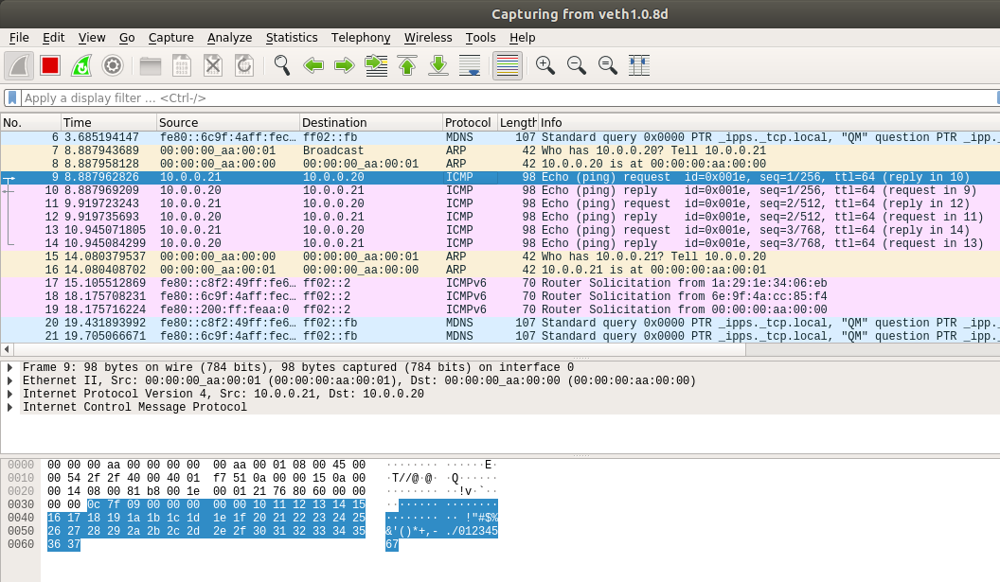 Capturing from veth1.0.8d
File Edit View Go Capture Analyze Statistics Telephony Wireless Tools Help
Apply a display filter ... <Ctrl-/>
No. Time Source Destination Protocol Length Info
6 3.685194147 fe80::6c9f:4aff:fec… ff02::fb MDNS 107 Standard query 0x0000 PTR _ipps._tcp.local, "QM" question PTR _ipp.
7 8.887943689 00:00:00_aa:00:01 Broadcast ARP 42 Who has 10.0.0.20? Tell 10.0.0.21
8 8.887958128 00:00:00_aa:00:00 00:00:00_aa:00:01 ARP 42 10.0.0.20 is at 00:00:00:aa:00:00
9 8.887962826 10.0.0.21 10.0.0.20 ICMP 98 Echo (ping) request id=0x001e, seq=1/256, ttl=64 (reply in 10)
10 8.887969209 10.0.0.20 10.0.0.21 ICMP 98 Echo (ping) reply id=0x001e, seq=1/256, ttl=64 (request in 9)
11 9.919723243 10.0.0.21 10.0.0.20 ICMP 98 Echo (ping) request id=0x001e, seq=2/512, ttl=64 (reply in 12)
12 9.919735693 10.0.0.20 10.0.0.21 ICMP 98 Echo (ping) reply id=0x001e, seq=2/512, ttl=64 (request in 11)
13 10.945071805 10.0.0.21 10.0.0.20 ICMP 98 Echo (ping) request id=0x001e, seq=3/768, ttl=64 (reply in 14)
14 10.945084299 10.0.0.20 10.0.0.21 ICMP 98 Echo (ping) reply id=0x001e, seq=3/768, ttl=64 (request in 13)
15 14.080379537 00:00:00_aa:00:00 00:00:00_aa:00:01 ARP 42 Who has 10.0.0.21? Tell 10.0.0.20
16 14.080408702 00:00:00_aa:00:01 00:00:00_aa:00:00 ARP 42 10.0.0.21 is at 00:00:00:aa:00:01
17 15.105512869 fe80::c8f2:49ff:fe6… ff02::2 ICMPv6 70 Router Solicitation from 1a:29:1e:34:06:eb
18 18.175708231 fe80::6c9f:4aff:fec… ff02::2 ICMPv6 70 Router Solicitation from 6e:9f:4a:cc:85:f4
19 18.175716224 fe80::200:ff:feaa:0 ff02::2 ICMPv6 70 Router Solicitation from 00:00:00:aa:00:00
20 19.431893992 fe80::c8f2:49ff:fe6… ff02::fb MDNS 107 Standard query 0x0000 PTR _ipps._tcp.local, "QM" question PTR _ipp.
21 19.705066671 fe80::6c9f:4aff:fec… ff02::fb MDNS 107 Standard query 0x0000 PTR _ipps._tcp.local, "QM" question PTR _ipp.
Frame 9: 98 bytes on wire (784 bits), 98 bytes captured (784 bits) on interface 0
Ethernet II, Src: 00:00:00_aa:00:01 (00:00:00:aa:00:01), Dst: 00:00:00_aa:00:00 (00:00:00:aa:00:00)
Internet Protocol Version 4, Src: 10.0.0.21, Dst: 10.0.0.20
Internet Control Message Protocol
0000 00 00 00 aa 00 00 00 00 00 aa 00 01 08 00 45 00 ········ ······E·
0010 00 54 2f 2f 40 00 40 01 f7 51 0a 00 00 15 0a 00 ·T//@·@· ·Q······
0020 00 14 08 00 81 b8 00 1e 00 01 21 76 80 60 00 00 ········ ··!v·`··
0030 00 00 0c 7f 09 00 00 00 00 00 10 11 12 13 14 15 ········ ········
0040 16 17 18 19 1a 1b 1c 1d 1e 1f 20 21 22 23 24 25 ········ ·· !"#$%
0050 26 27 28 29 2a 2b 2c 2d 2e 2f 30 31 32 33 34 35 &'()*+,- ./012345
0060 36 37 67